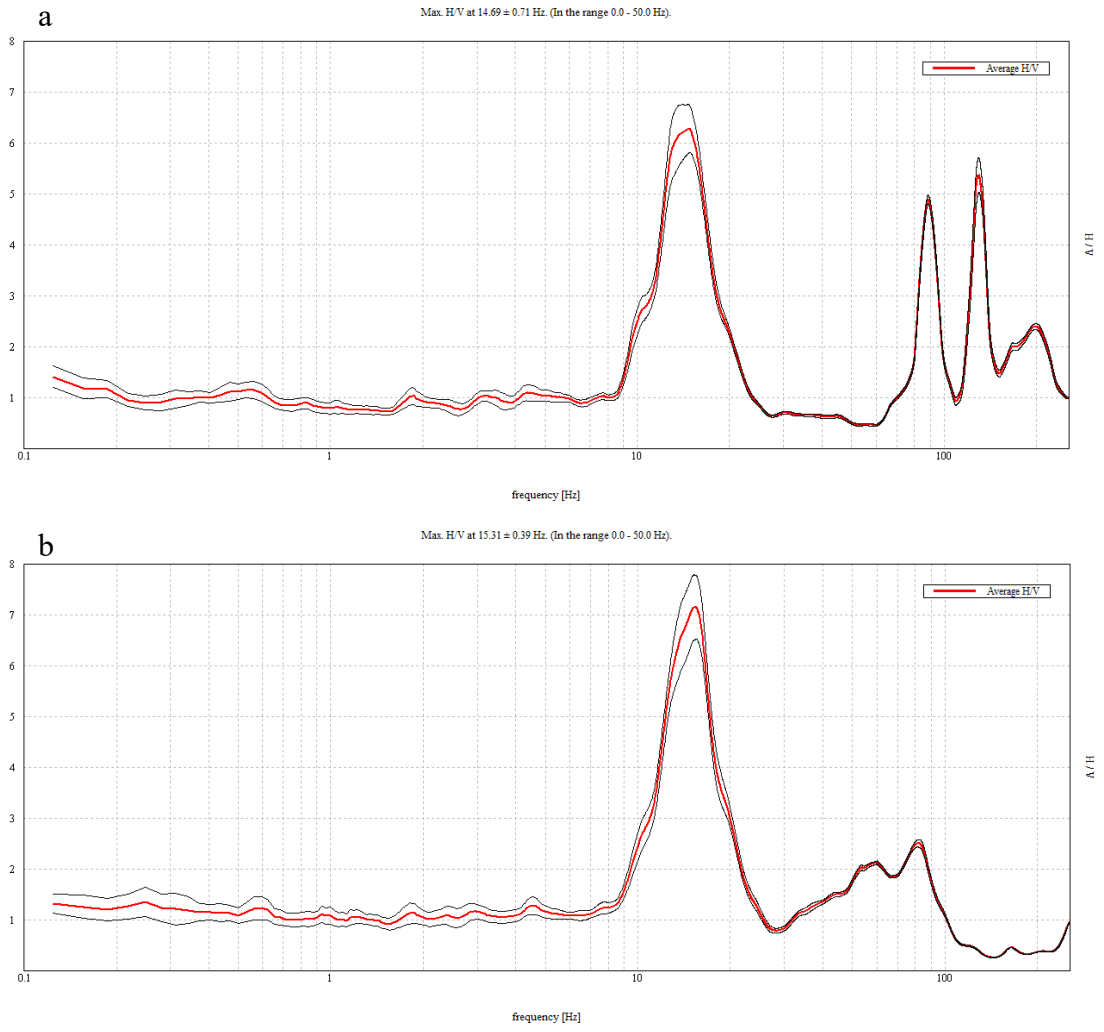 a
Max. H/V at 14.69 ± 0.71 Hz. (In the range 0.0 - 50.0 Hz).
8
Average H/V
7
6
5
4
H/V
3
2
1
0.1 1 10 100
frequency [Hz]
b
Max. H/V at 15.31 ± 0.39 Hz. (In the range 0.0 - 50.0 Hz).
8
Average H/V
7
6
5
4
H/V
3
2
1
0.1 1 10 100
frequency [Hz]